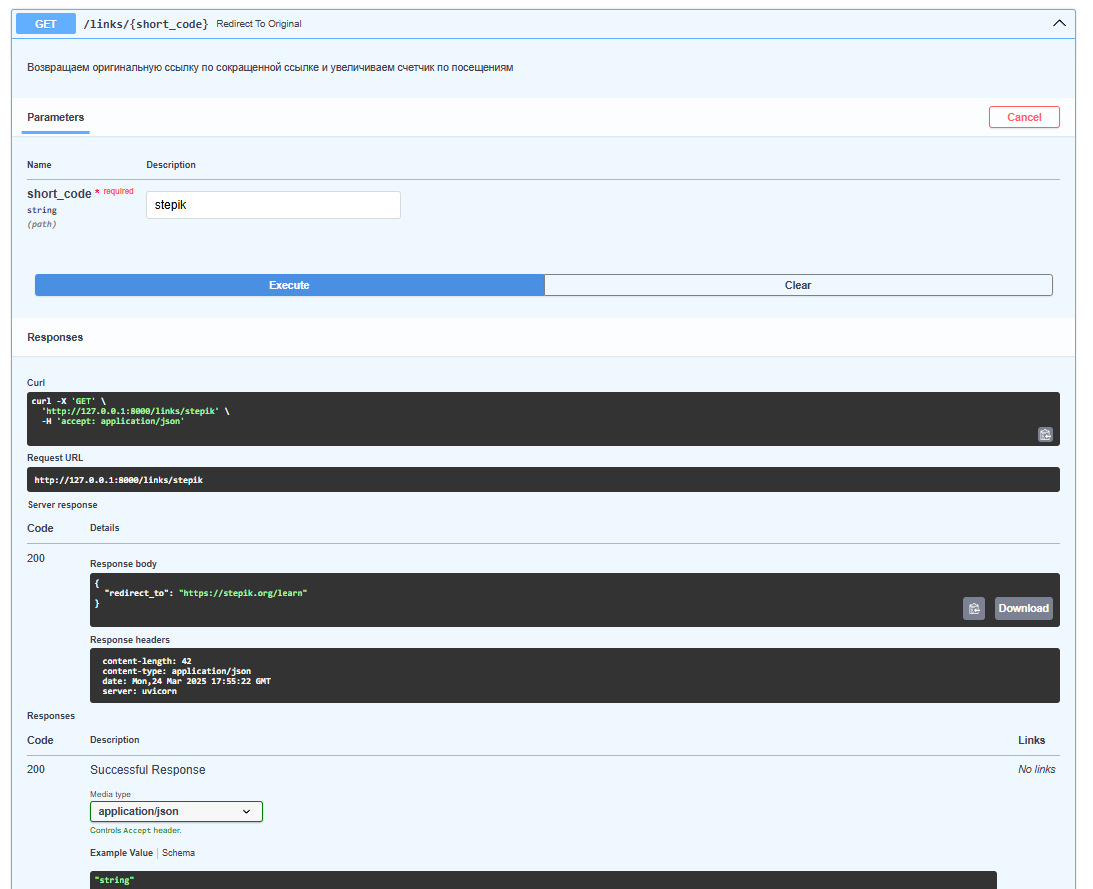 GET /links/{short_code} Redirect To Original
Возвращаем оригинальную ссылку по сокращенной ссылке и увеличиваем счетчик по посещениям
Parameters Cancel
Name Description
short_code * required
string
(path)
stepik
Execute Clear
Responses
Curl
curl -X 'GET' \
'http://127.0.0.1:8000/links/stepik' \
-H 'accept: application/json'
Request URL
http://127.0.0.1:8000/links/stepik
Server response
Code Details
200
Response body
{
"redirect_to": "https://stepik.org/learn"
}
Download
Response headers
content-length: 42
content-type: application/json
date: Mon,24 Mar 2025 17:55:22 GMT
server: uvicorn
Responses
Code Description Links
200 Successful Response No links
Media type
application/json
Controls Accept header.
Example Value Schema
"string"